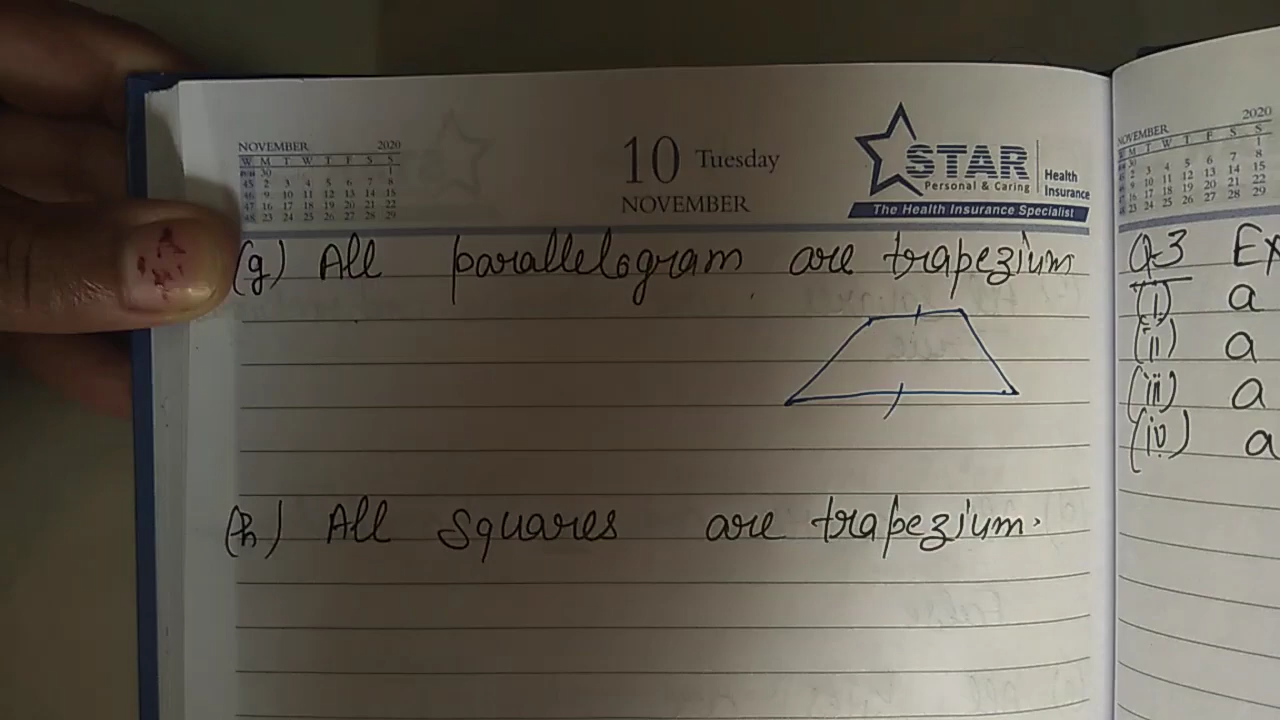 NOVEMBER 2020
W M T W T F S S
10 Tuesday
NOVEMBER
STAR
Personal & Caring
Health
Insurance
The Health Insurance Specialist
(g) All parallelogram are trapezium
(h) All squares are trapezium.
NOVEMBER 2020
Q.3 Ex
(i) a
(ii) a
(iii) a
(iv) a